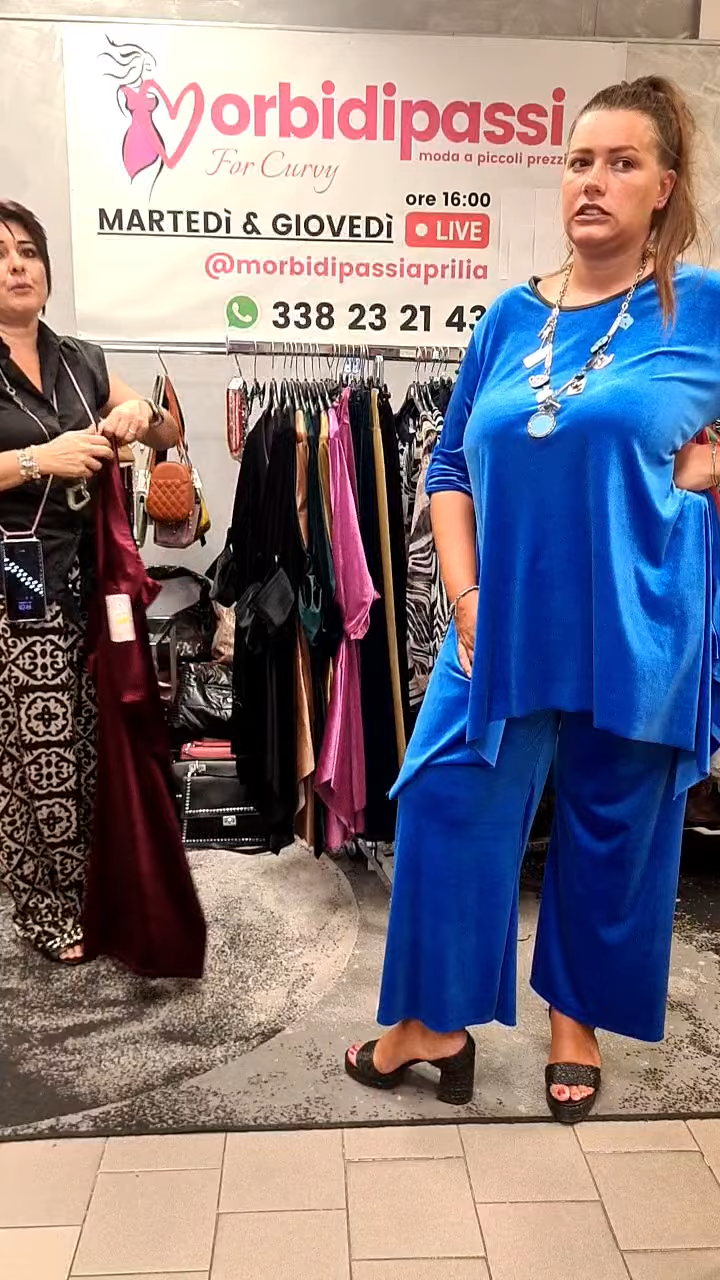 Morbidipassi
For Curvy
moda a piccoli prezzi
ore 16:00
MARTEDÌ & GIOVEDÌ
LIVE
@morbidipassiaprilia
338 23 21 43